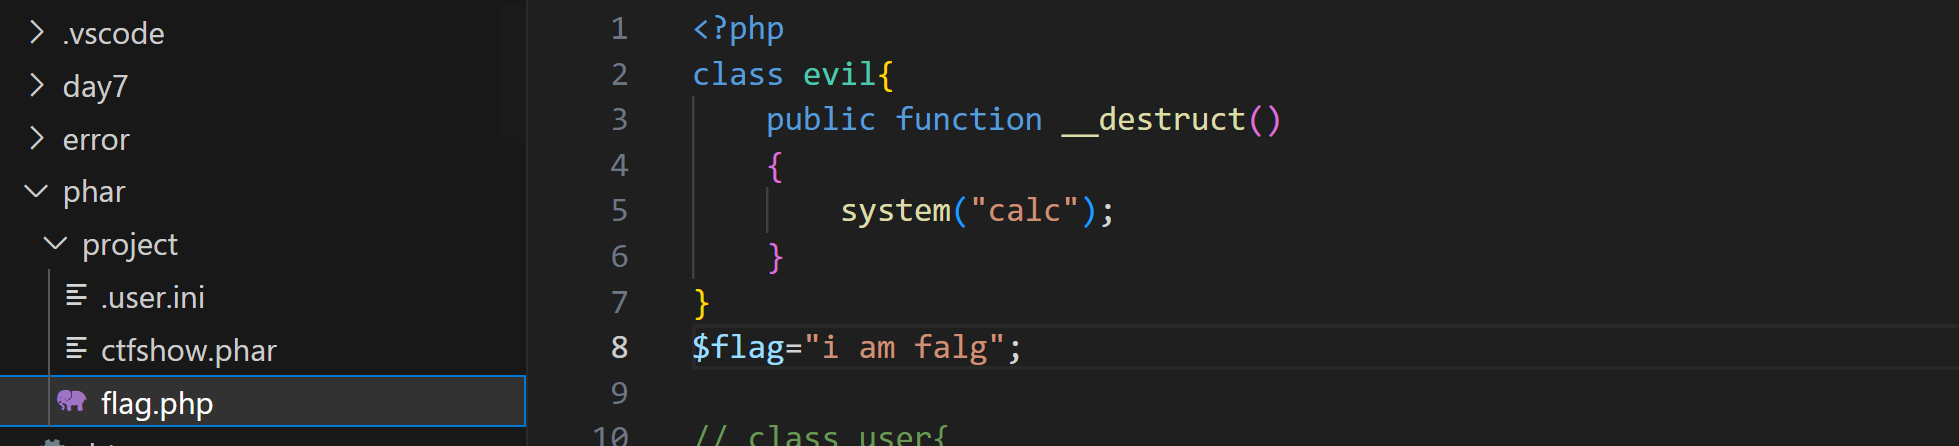 .vscode
day7
error
phar
project
.user.ini
ctfshow.phar
flag.php
1 <?php
2 class evil{
3 public function __destruct()
4 {
5 system("calc");
6 }
7 }
8 $flag="i am falg";
9
10 // class user{